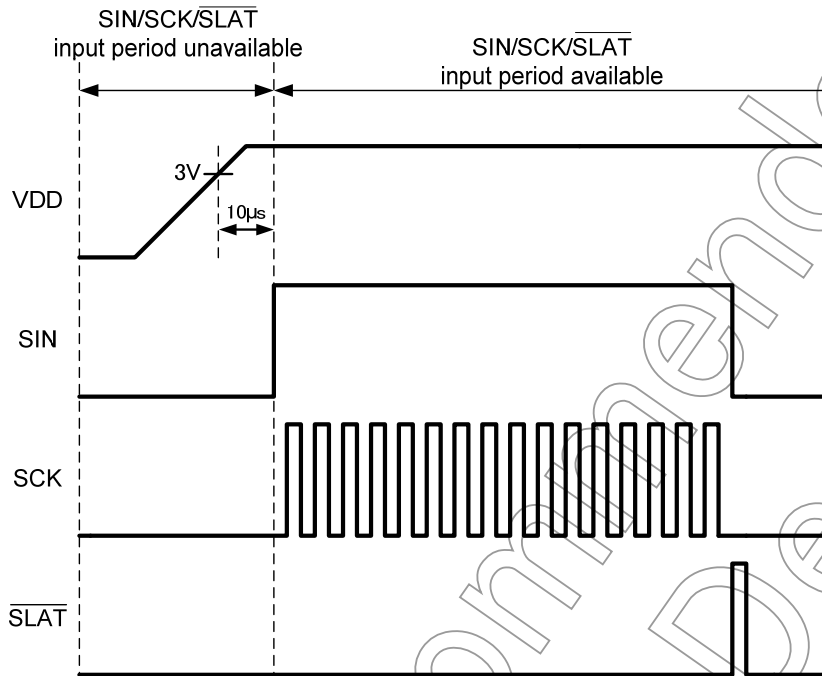 SIN/SCK/SLAT
input period unavailable
SIN/SCK/SLAT
input period available
VDD
3V
10µs
SIN
SCK
SLAT